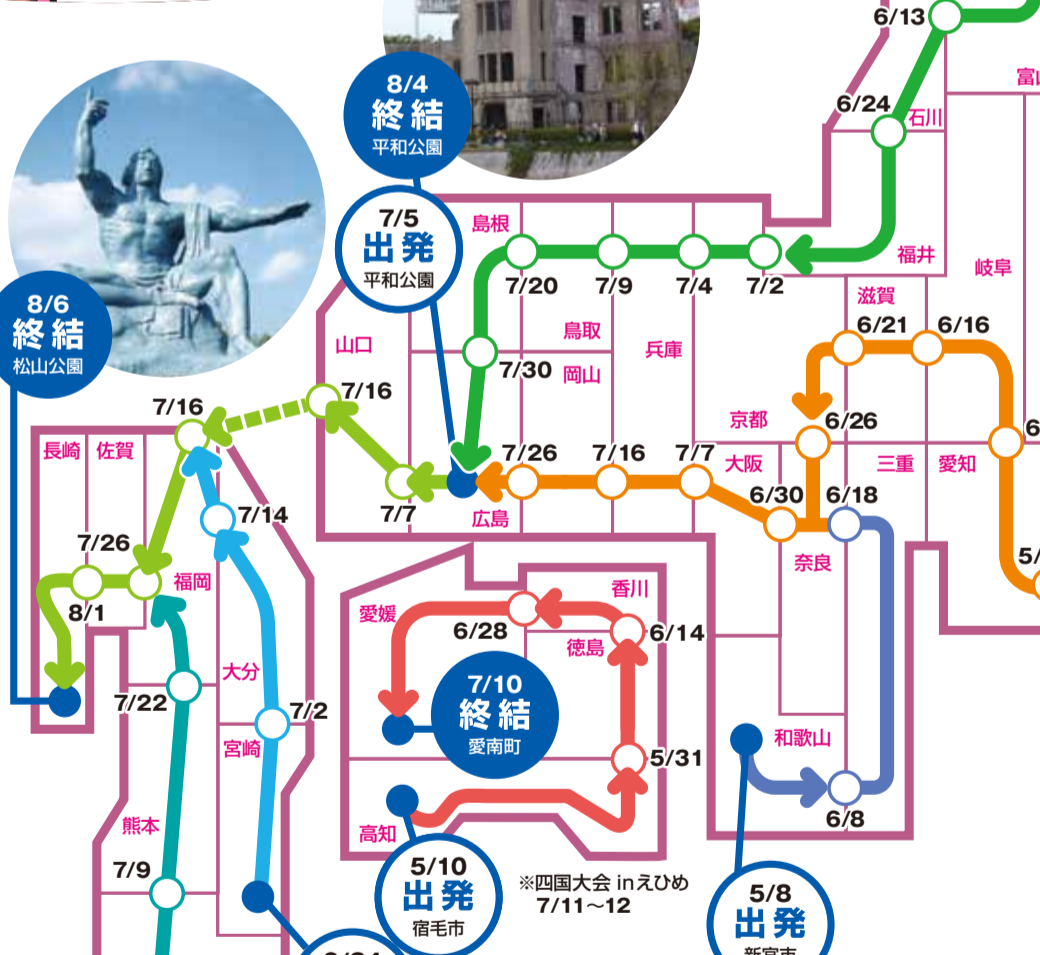 6/13
富山
6/24
石川
8/4
終結
平和公園
7/5
出発
平和公園
島根
7/20
7/9
7/4
7/2
福井
岐阜
滋賀
8/6
終結
松山公園
山口
鳥取
兵庫
6/21
6/16
7/30
岡山
7/16
7/16
京都
6/26
長崎
佐賀
7/26
7/16
7/7
大阪
三重
愛知
6/30
6/18
7/7
広島
7/14
7/26
福岡
奈良
8/1
愛媛
香川
6/28
徳島
6/14
大分
7/22
7/2
7/10
終結
愛南町
宮崎
5/31
和歌山
熊本
高知
6/8
7/9
5/10
出発
宿毛市
※四国大会 inえひめ
7/11～12
5/8
出発